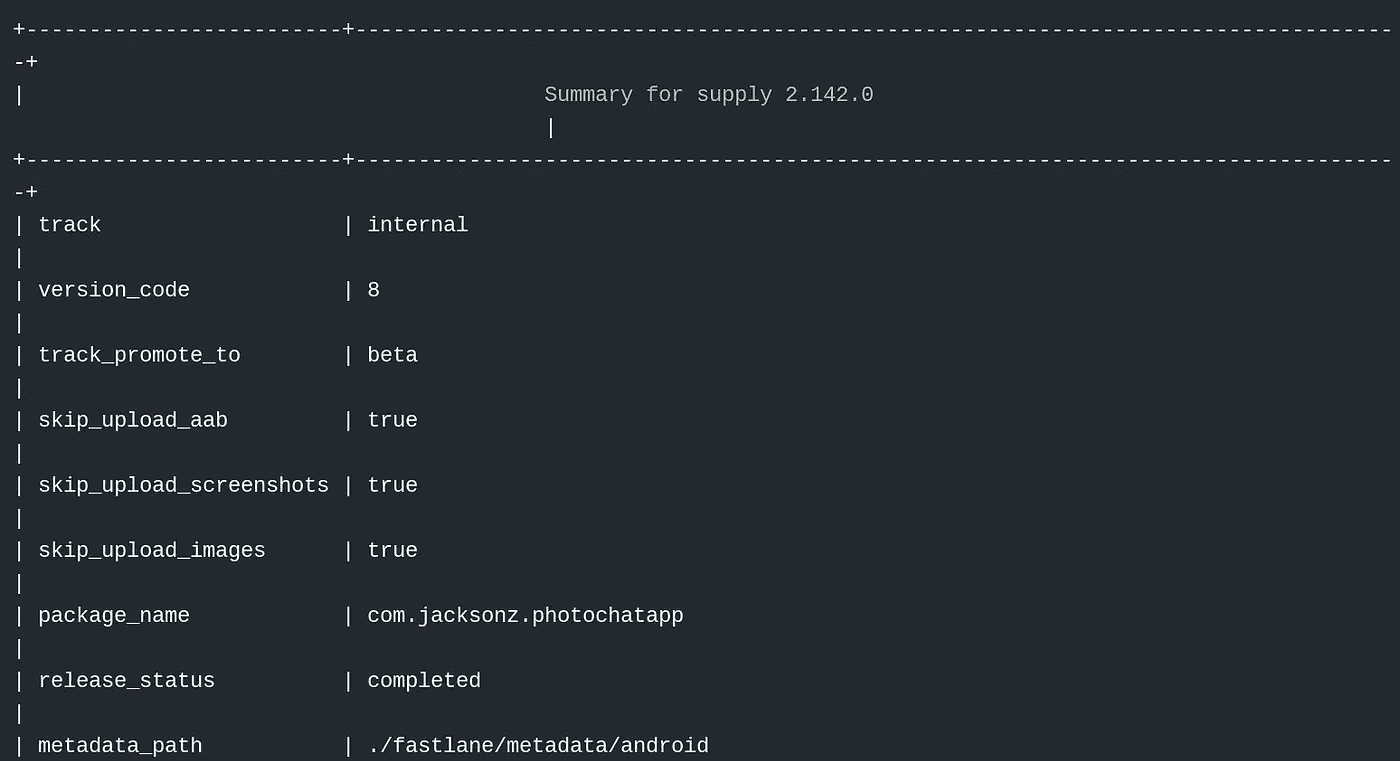 +-------------------------+----------------------------------------------------------------------------------
-+
|                                         Summary for supply 2.142.0
                                          |
+-------------------------+----------------------------------------------------------------------------------
-+
| track                   | internal
|
| version_code            | 8
|
| track_promote_to        | beta
|
| skip_upload_aab         | true
|
| skip_upload_screenshots | true
|
| skip_upload_images      | true
|
| package_name            | com.jacksonz.photochatapp
|
| release_status          | completed
|
| metadata_path           | ./fastlane/metadata/android